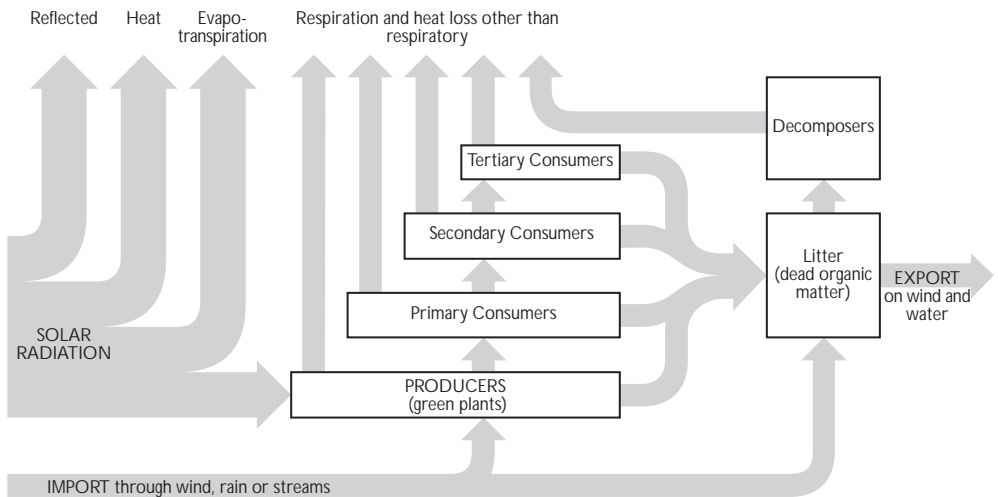 Reflected
Heat
Evapo-
transpiration
Respiration and heat loss other than
respiratory
Decomposers
Tertiary Consumers
Secondary Consumers
Litter
(dead organic
matter)
EXPORT
on wind and
water
Primary Consumers
SOLAR
RADIATION
PRODUCERS
(green plants)
IMPORT through wind, rain or streams